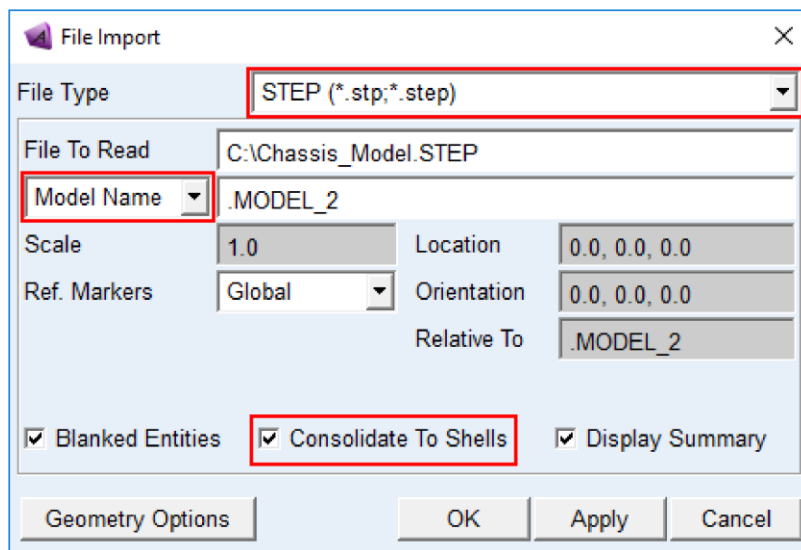 File Import
File Type STEP (*.stp;*.step)
File To Read C:\Chassis_Model.STEP
Model Name .MODEL_2
Scale 1.0 Location 0.0, 0.0, 0.0
Ref. Markers Global Orientation 0.0, 0.0, 0.0
Relative To .MODEL_2
Blanked Entities Consolidate To Shells Display Summary
Geometry Options OK Apply Cancel